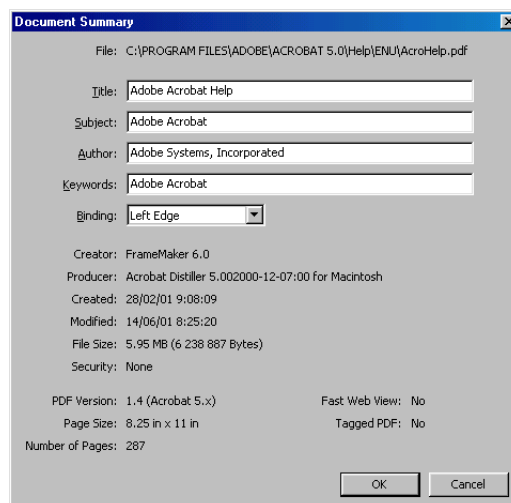 Document Summary
File: C:\PROGRAM FILES\ADOBE\ACROBAT 5.0\Help\ENU\AcroHelp.pdf
Title: Adobe Acrobat Help
Subject: Adobe Acrobat
Author: Adobe Systems, Incorporated
Keywords: Adobe Acrobat
Binding: Left Edge
Creator: FrameMaker 6.0
Producer: Acrobat Distiller 5.002000-12-07:00 for Macintosh
Created: 28/02/01 9:08:09
Modified: 14/06/01 8:25:20
File Size: 5.95 MB (6 238 887 Bytes)
Security: None
PDF Version: 1.4 (Acrobat 5.x) Fast Web View: No
Page Size: 8.25 in x 11 in Tagged PDF: No
Number of Pages: 287
OK Cancel